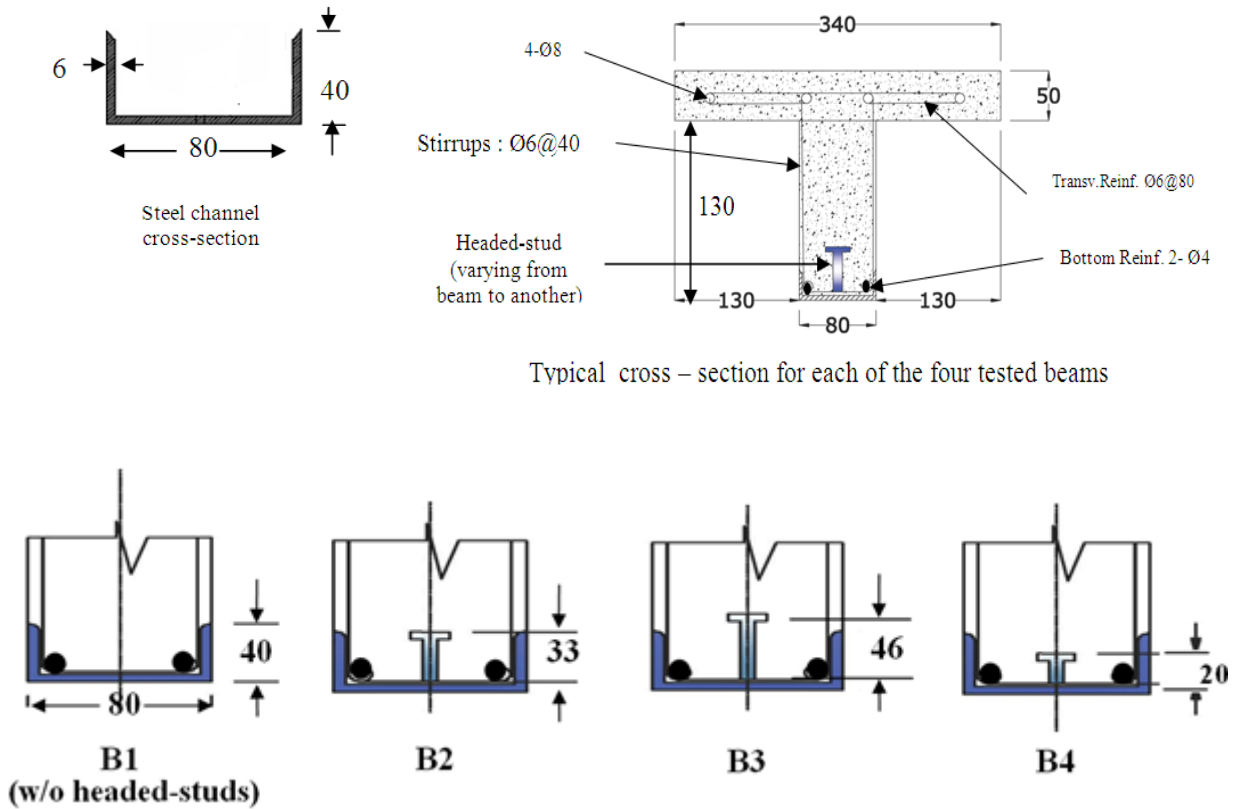 6
40
80
Steel channel
cross-section
340
4-Ø8
50
Stirrups : Ø6@40
130
Transv.Reinf. Ø6@80
Headed-stud
(varying from
beam to another)
Bottom Reinf. 2- Ø4
130
130
80
Typical cross – section for each of the four tested beams
40
80
33
46
20
B1
(w/o headed-studs)
B2
B3
B4